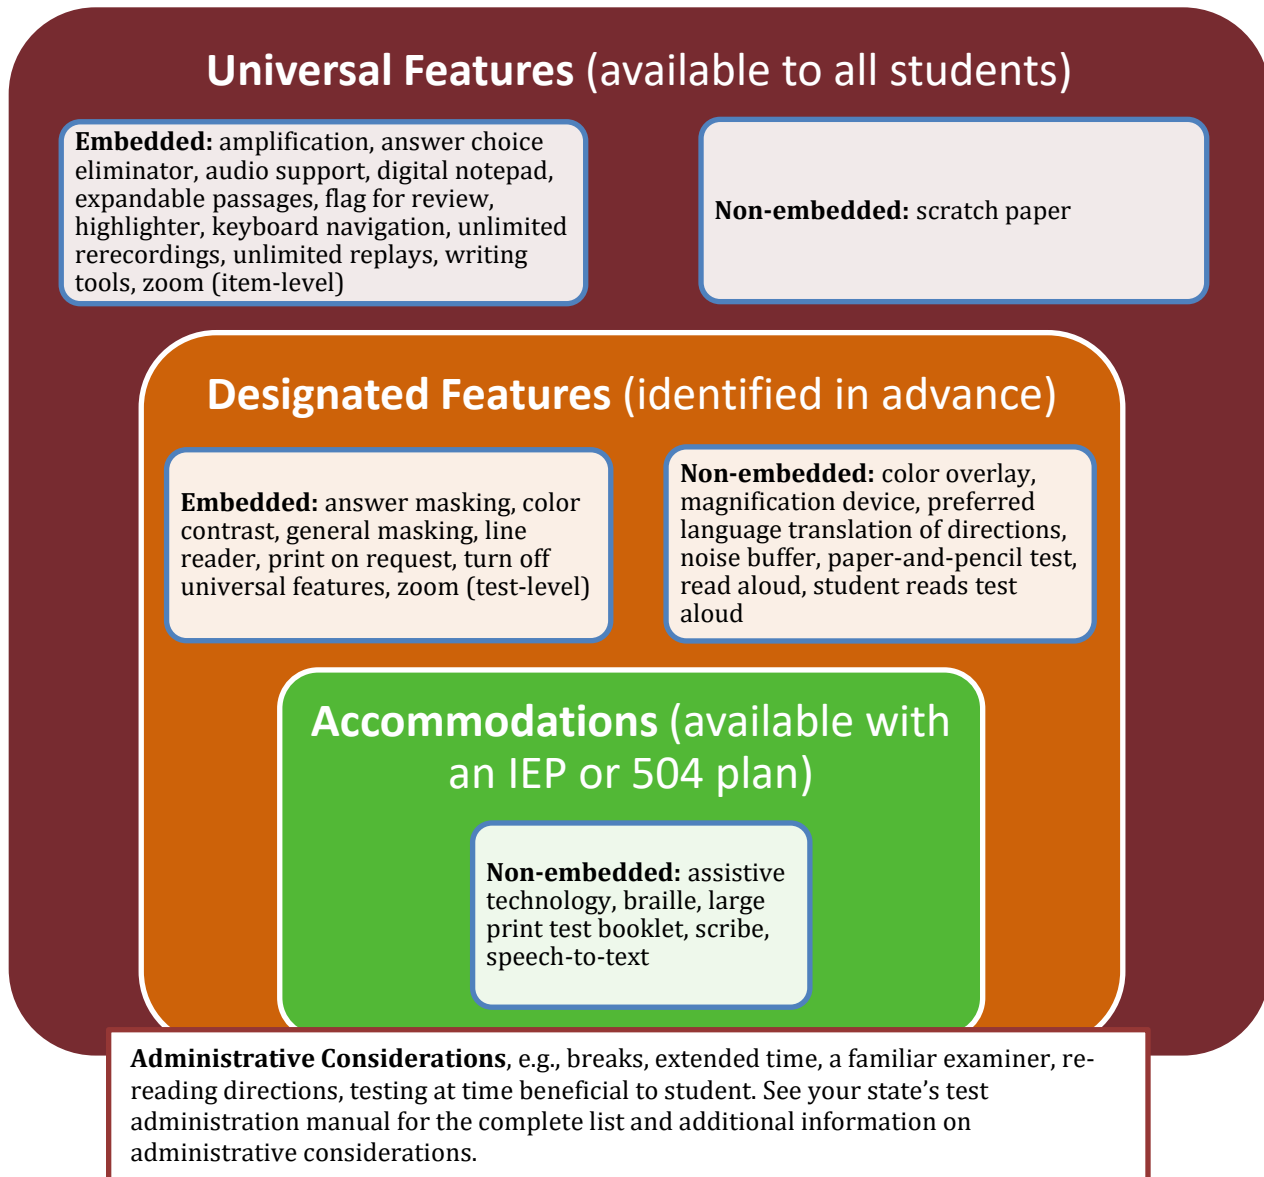 Universal Features (available to all students)
Embedded: amplification, answer choice
eliminator, audio support, digital notepad,
expandable passages, flag for review,
highlighter, keyboard navigation, unlimited
rerecordings, unlimited replays, writing
tools, zoom (item-level)
Non-embedded: scratch paper
Designated Features (identified in advance)
Embedded: answer masking, color
contrast, general masking, line
reader, print on request, turn off
universal features, zoom (test-level)
Non-embedded: color overlay,
magnification device, preferred
language translation of directions,
noise buffer, paper-and-pencil test,
read aloud, student reads test
aloud
Accommodations (available with
an IEP or 504 plan)
Non-embedded: assistive
technology, braille, large
print test booklet, scribe,
speech-to-text
Administrative Considerations, e.g., breaks, extended time, a familiar examiner, re-
reading directions, testing at time beneficial to student. See your state’s test
administration manual for the complete list and additional information on
administrative considerations.